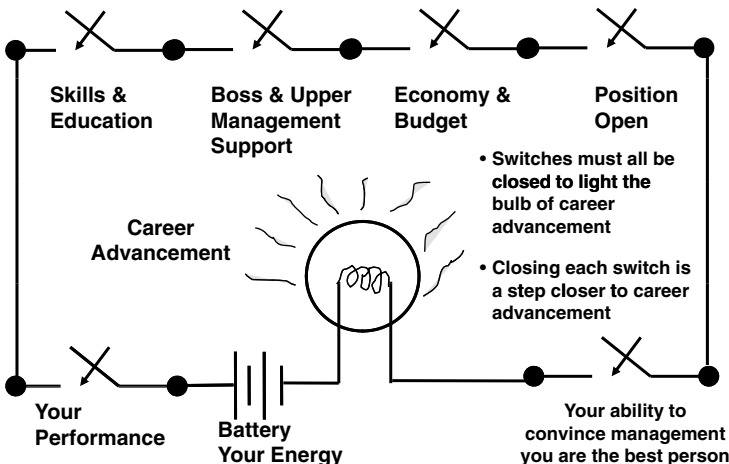 Skills &
Education
Boss & Upper
Management
Support
Economy &
Budget
Position
Open
• Switches must all be
closed to light the
bulb of career
advancement
• Closing each switch is
a step closer to career
advancement
Career
Advancement
Your
Performance
Battery
Your Energy
Your ability to
convince management
you are the best person